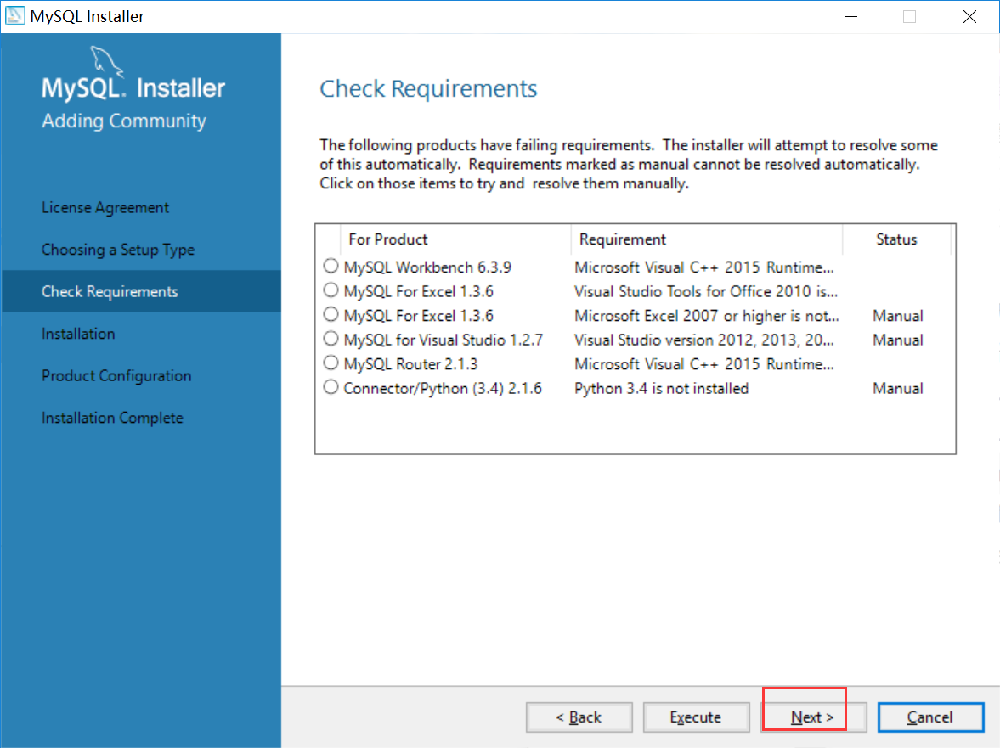 MySQL Installer
MySQL. Installer
Adding Community
License Agreement
Choosing a Setup Type
Check Requirements
Installation
Product Configuration
Installation Complete
Check Requirements
The following products have failing requirements.  The installer will attempt to resolve some
of this automatically.  Requirements marked as manual cannot be resolved automatically.
Click on those items to try and  resolve them manually.
For Product Requirement Status
MySQL Workbench 6.3.9 Microsoft Visual C++ 2015 Runtime...
MySQL For Excel 1.3.6 Visual Studio Tools for Office 2010 is...
MySQL For Excel 1.3.6 Microsoft Excel 2007 or higher is not... Manual
MySQL for Visual Studio 1.2.7 Visual Studio version 2012, 2013, 20... Manual
MySQL Router 2.1.3 Microsoft Visual C++ 2015 Runtime...
Connector/Python (3.4) 2.1.6 Python 3.4 is not installed Manual
< Back Execute Next > Cancel